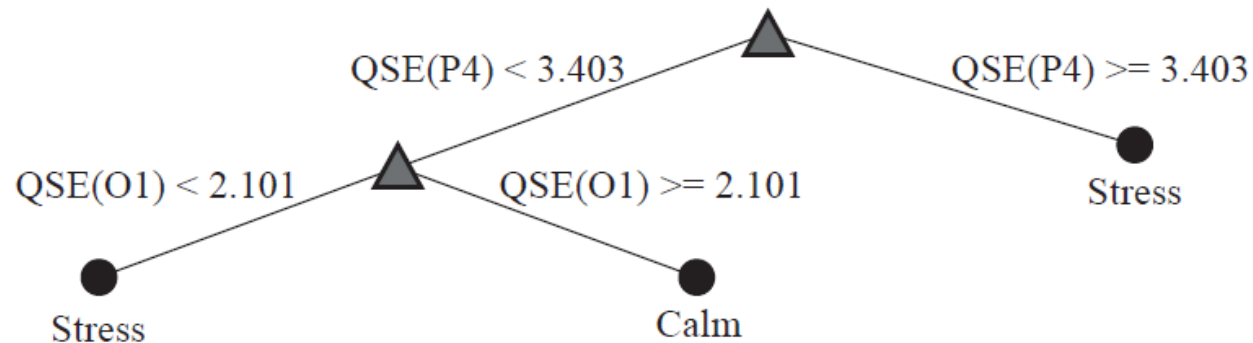 QSE(P4) < 3.403
QSE(P4) >= 3.403
QSE(O1) < 2.101
QSE(O1) >= 2.101
Stress
Stress
Calm